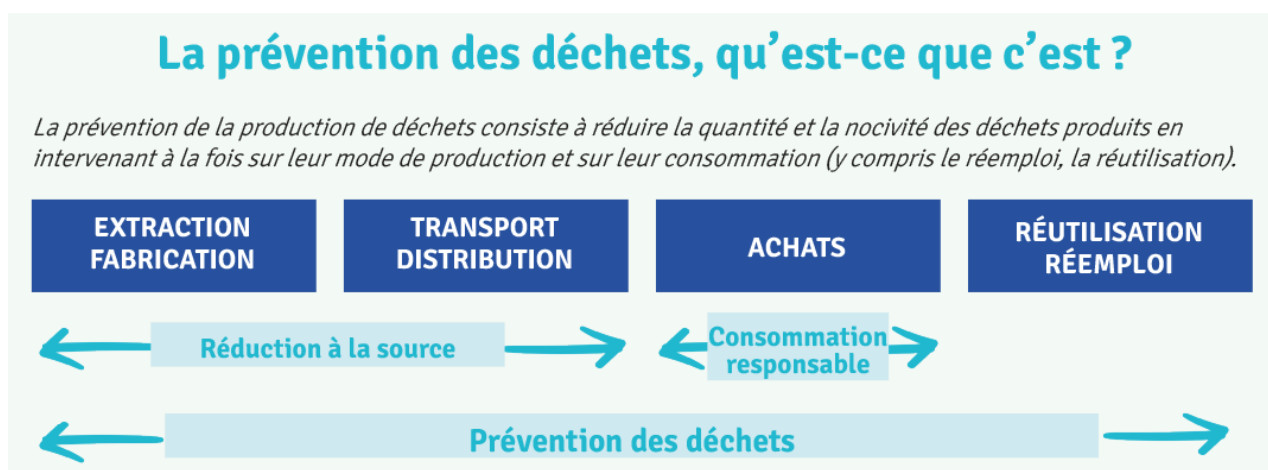 La prévention des déchets, qu'est-ce que c'est ?
La prévention de la production de déchets consiste à réduire la quantité et la nocivité des déchets produits en
intervenant à la fois sur leur mode de production et sur leur consommation (y compris le réemploi, la réutilisation).
EXTRACTION
FABRICATION
TRANSPORT
DISTRIBUTION
ACHATS
RÉUTILISATION
RÉEMPLOI
Réduction à la source
Consommation
responsable
Prévention des déchets